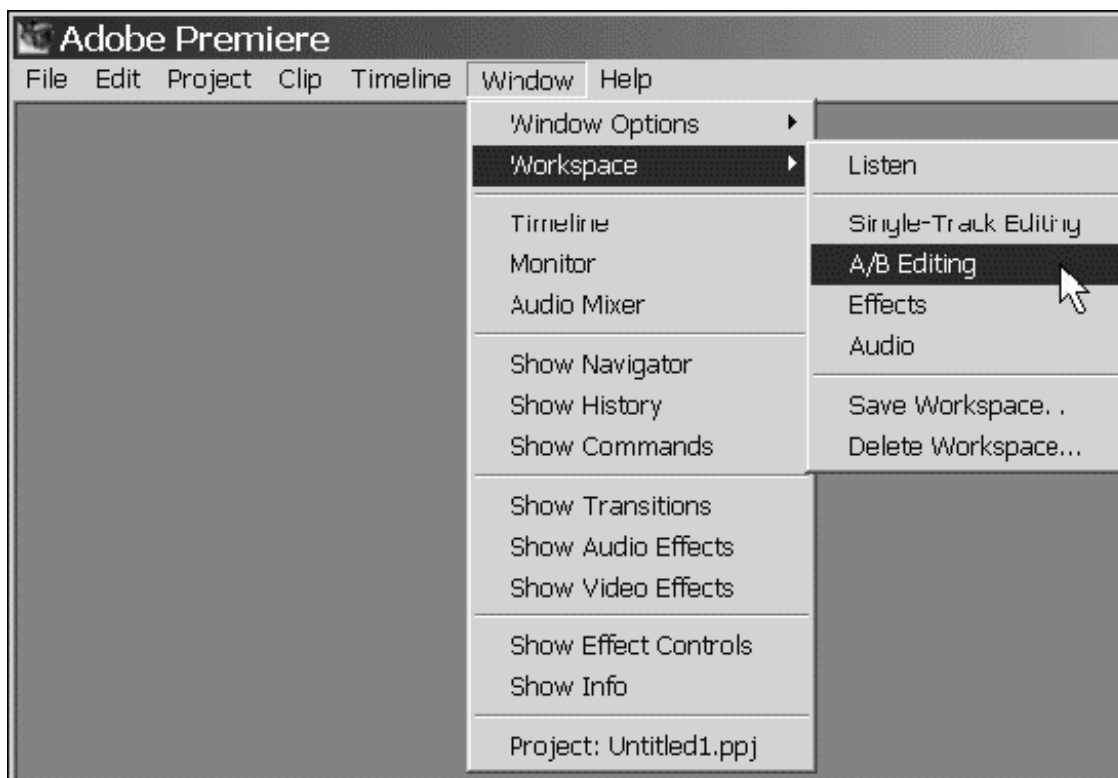 Adobe Premiere
File Edit Project Clip Timeline Window Help
Window Options
Workspace
Timeline
Monitor
Audio Mixer
Show Navigator
Show History
Show Commands
Show Transitions
Show Audio Effects
Show Video Effects
Show Effect Controls
Show Info
Project: Untitled1.ppj
Listen
Single-Track Editing
A/B Editing
Effects
Audio
Save Workspace. .
Delete Workspace...